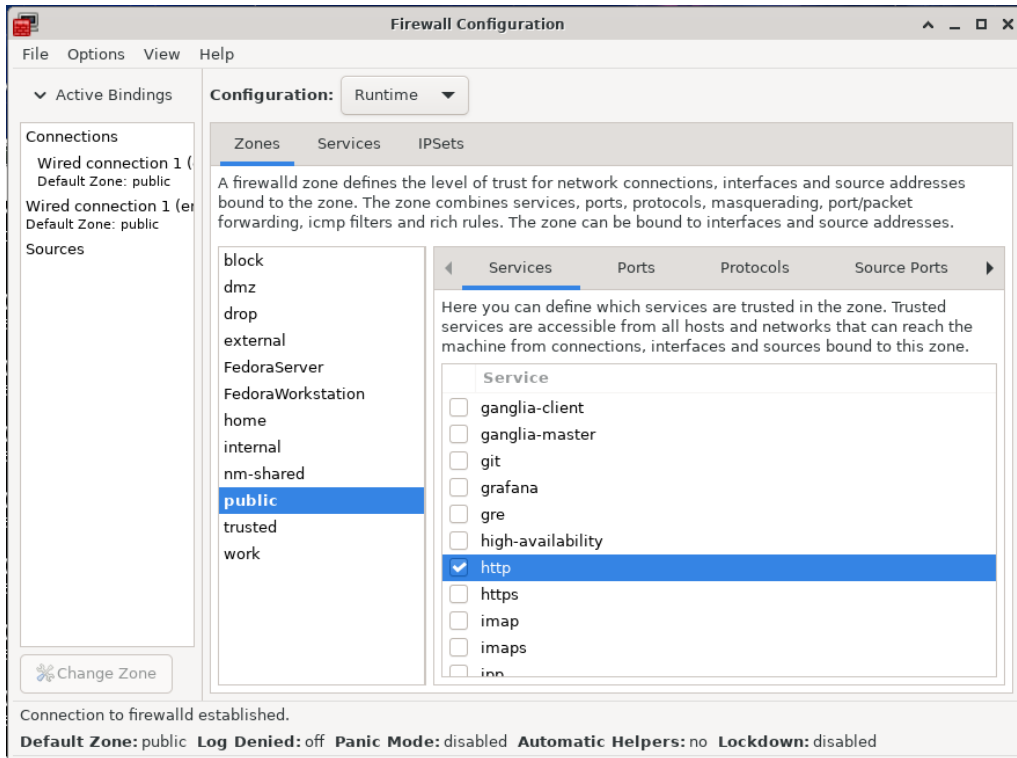 Firewall Configuration
File Options View Help
Active Bindings
Configuration: Runtime
Connections
Wired connection 1 (
Default Zone: public
Wired connection 1 (er
Default Zone: public
Sources
Zones Services IPSets
A firewalld zone defines the level of trust for network connections, interfaces and source addresses
bound to the zone. The zone combines services, ports, protocols, masquerading, port/packet
forwarding, icmp filters and rich rules. The zone can be bound to interfaces and source addresses.
block
dmz
drop
external
FedoraServer
FedoraWorkstation
home
internal
nm-shared
public
trusted
work
Services Ports Protocols Source Ports
Here you can define which services are trusted in the zone. Trusted
services are accessible from all hosts and networks that can reach the
machine from connections, interfaces and sources bound to this zone.
Service
ganglia-client
ganglia-master
git
grafana
gre
high-availability
http
https
imap
imaps
Change Zone
Connection to firewalld established.
Default Zone: public Log Denied: off Panic Mode: disabled Automatic Helpers: no Lockdown: disabled